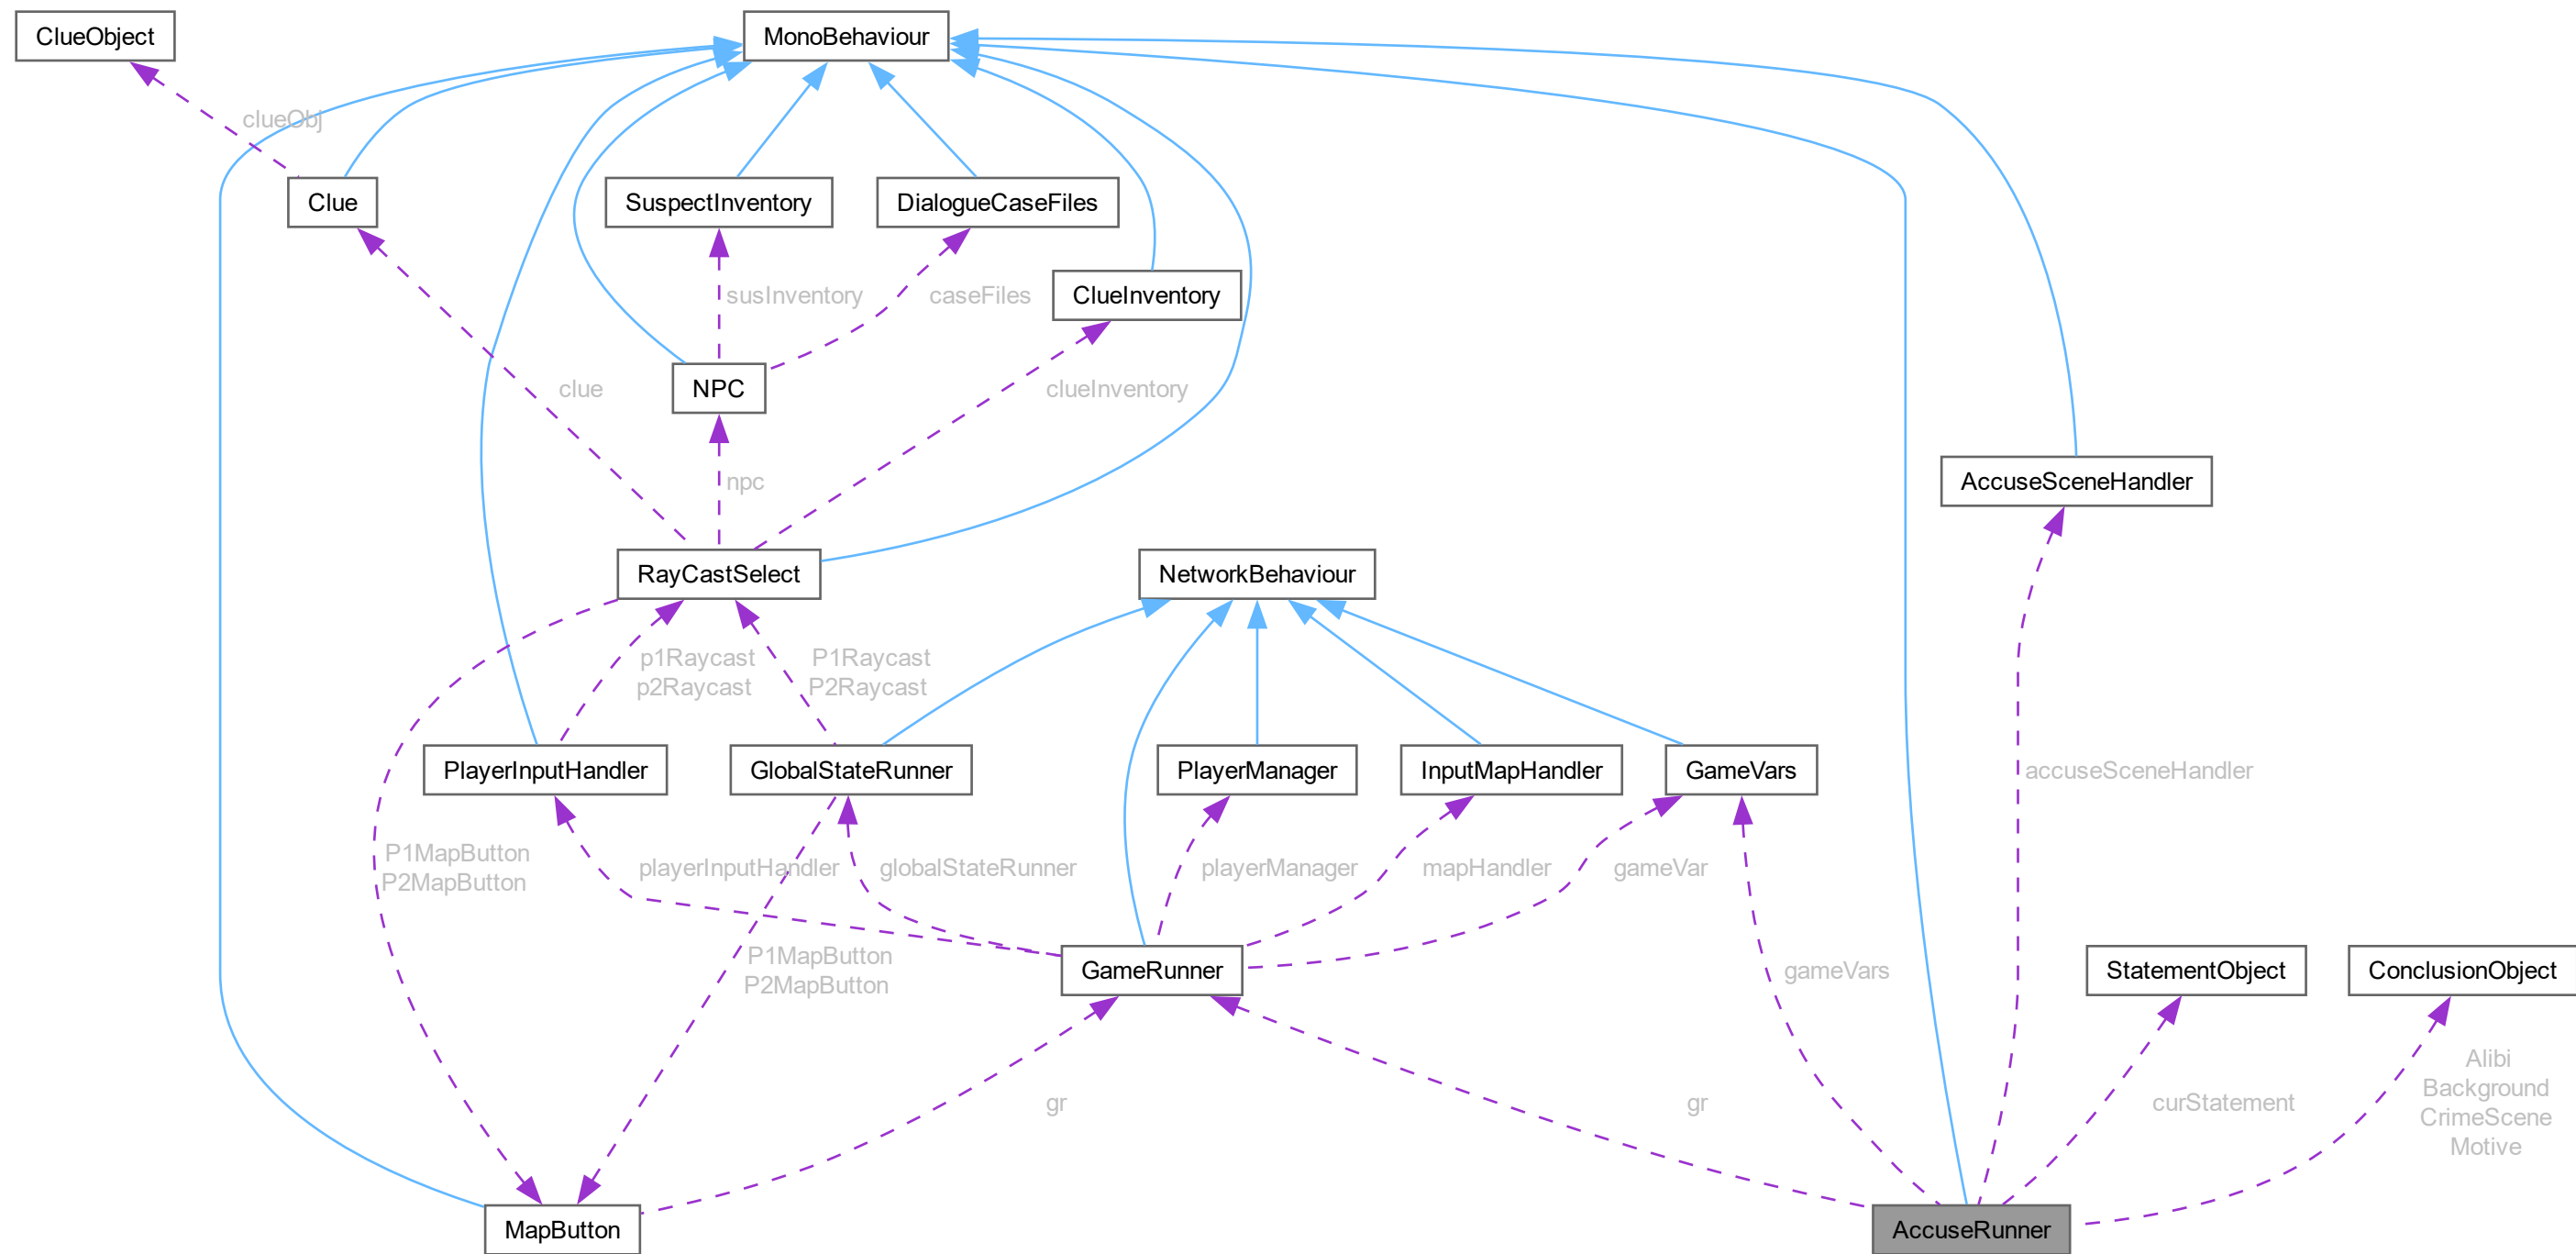 ClueObject
MonoBehaviour
clueObj
Clue
SuspectInventory
DialogueCaseFiles
susInventory
caseFiles
ClueInventory
clue
NPC
clueInventory
npc
AccuseSceneHandler
RayCastSelect
NetworkBehaviour
p1Raycast
p2Raycast
P1Raycast
P2Raycast
PlayerInputHandler
GlobalStateRunner
PlayerManager
InputMapHandler
GameVars
accuseSceneHandler
P1MapButton
P2MapButton
playerInputHandler
globalStateRunner
playerManager
mapHandler
gameVar
P1MapButton
P2MapButton
GameRunner
gameVars
StatementObject
ConclusionObject
gr
gr
curStatement
Alibi
Background
CrimeScene
Motive
MapButton
AccuseRunner